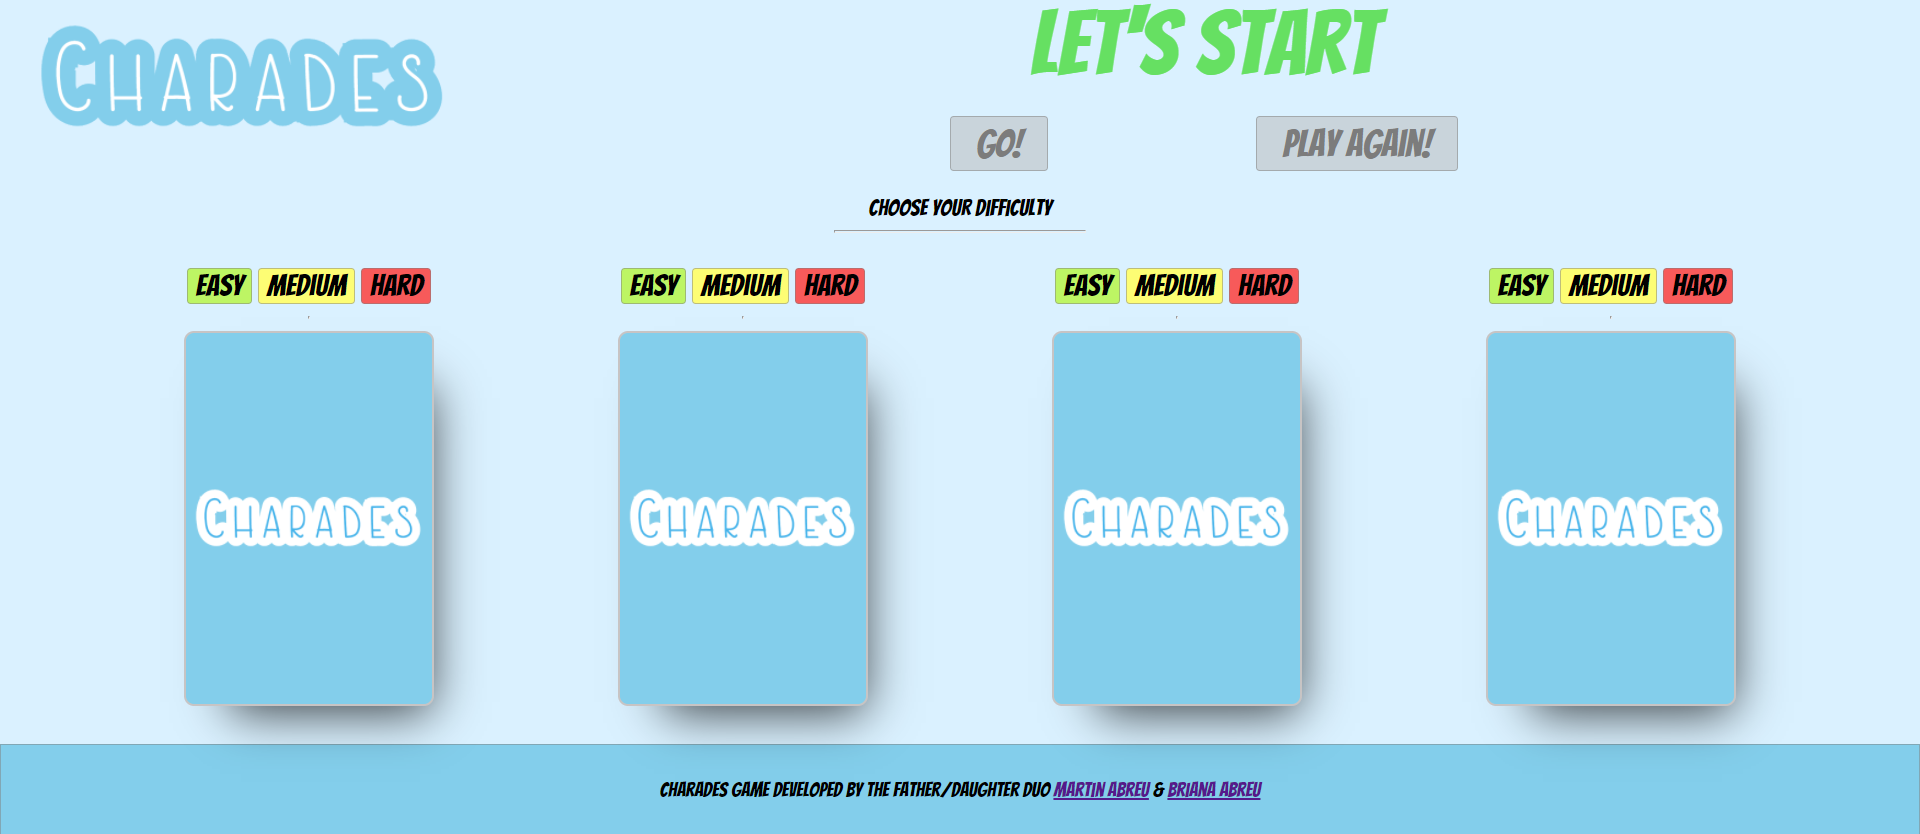 CHARADES
LET'S START
GO! PLAY AGAIN!
CHOOSE YOUR DIFFICULTY
EASY MEDIUM HARD EASY MEDIUM HARD EASY MEDIUM HARD EASY MEDIUM HARD
CHARADES CHARADES CHARADES CHARADES
CHARADES GAME DEVELOPED BY THE FATHER/DAUGHTER DUO MARTIN ABREU & BRIANA ABREU